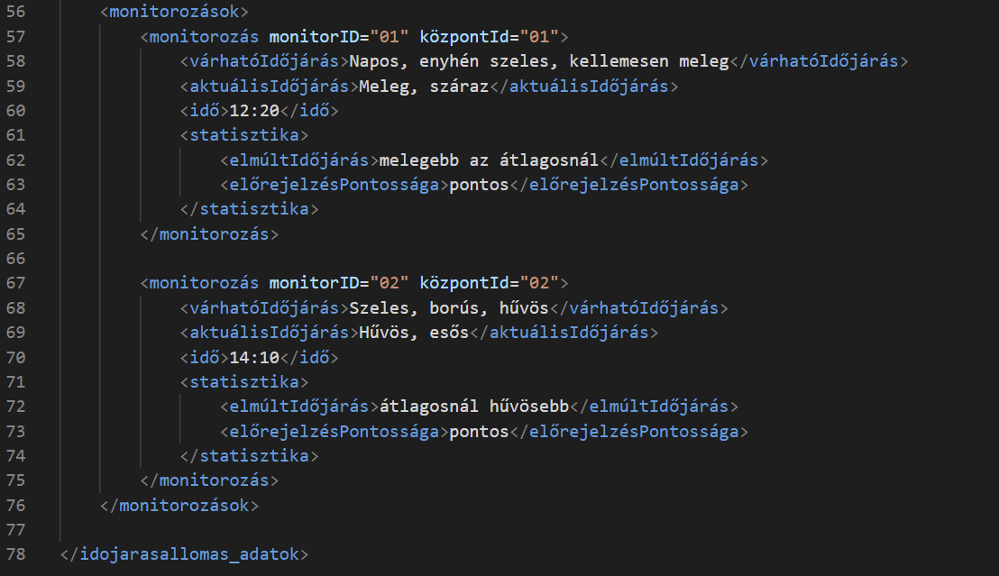 56 <monitorozások>
57 <monitorozás monitorID="01" központId="01">
58 <várhatóIdőjárás>Napos, enyhén szeles, kellemesen meleg</várhatóIdőjárás>
59 <aktuálisIdőjárás>Meleg, száraz</aktuálisIdőjárás>
60 <idő>12:20</idő>
61 <statisztika>
62 <elmúltIdőjárás>melegebb az átlagosnál</elmúltIdőjárás>
63 <előrejelzésPontossága>pontos</előrejelzésPontossága>
64 </statisztika>
65 </monitorozás>
66
67 <monitorozás monitorID="02" központId="02">
68 <várhatóIdőjárás>Szeles, borús, hűvös</várhatóIdőjárás>
69 <aktuálisIdőjárás>Hűvös, esős</aktuálisIdőjárás>
70 <idő>14:10</idő>
71 <statisztika>
72 <elmúltIdőjárás>átlagosnál hűvösebb</elmúltIdőjárás>
73 <előrejelzésPontossága>pontos</előrejelzésPontossága>
74 </statisztika>
75 </monitorozás>
76 </monitorozások>
77
78 </idojarasallomas_adatok>